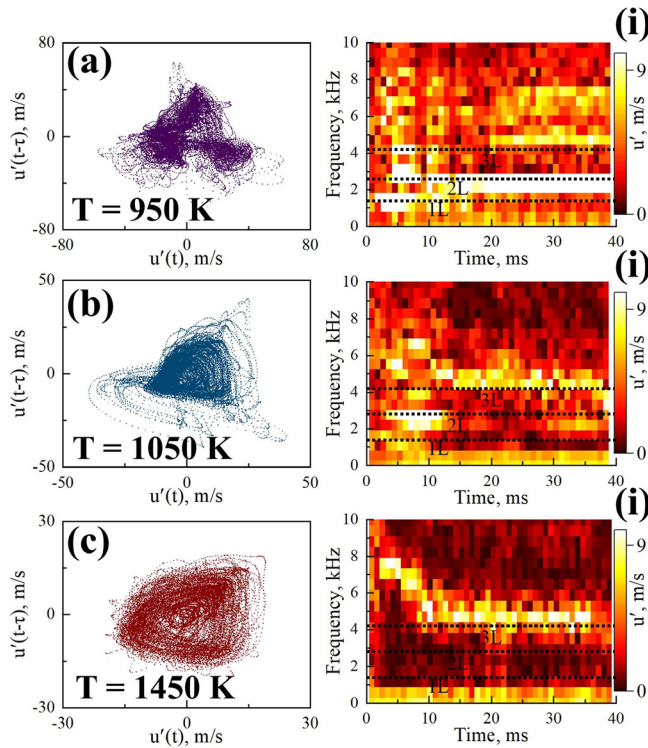 (a)
80
0
-80
u′(t-τ), m/s
T = 950 K
-80
0
80
u′(t), m/s
(i)
10
8
6
4
2
0
Frequency, kHz
3L
2L
1L
0
10
20
30
40
Time, ms
9
0
u′, m/s
(b)
50
0
-50
u′(t-τ), m/s
T = 1050 K
-50
0
50
u′(t), m/s
(i)
10
8
6
4
2
0
Frequency, kHz
3L
2L
1L
0
10
20
30
40
Time, ms
9
0
u′, m/s
(c)
30
0
-30
u′(t-τ), m/s
T = 1450 K
-30
0
30
u′(t), m/s
(i)
10
8
6
4
2
0
Frequency, kHz
3L
2L
1L
0
10
20
30
40
Time, ms
9
0
u′, m/s